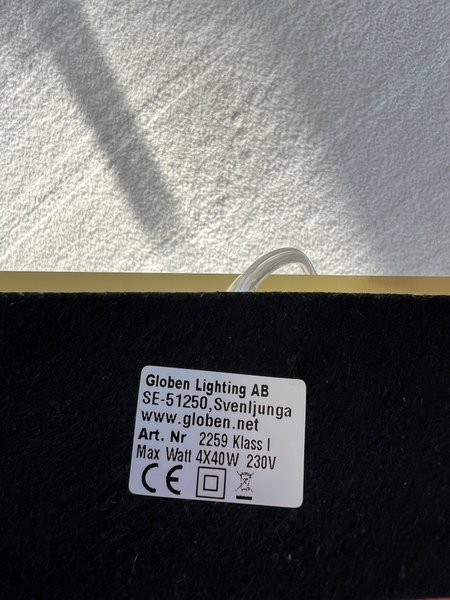 Globen Lighting AB
SE-51250,Svenljunga
www.globen.net
Art. Nr 2259 Klass I
Max Watt 4X40W 230V
CE